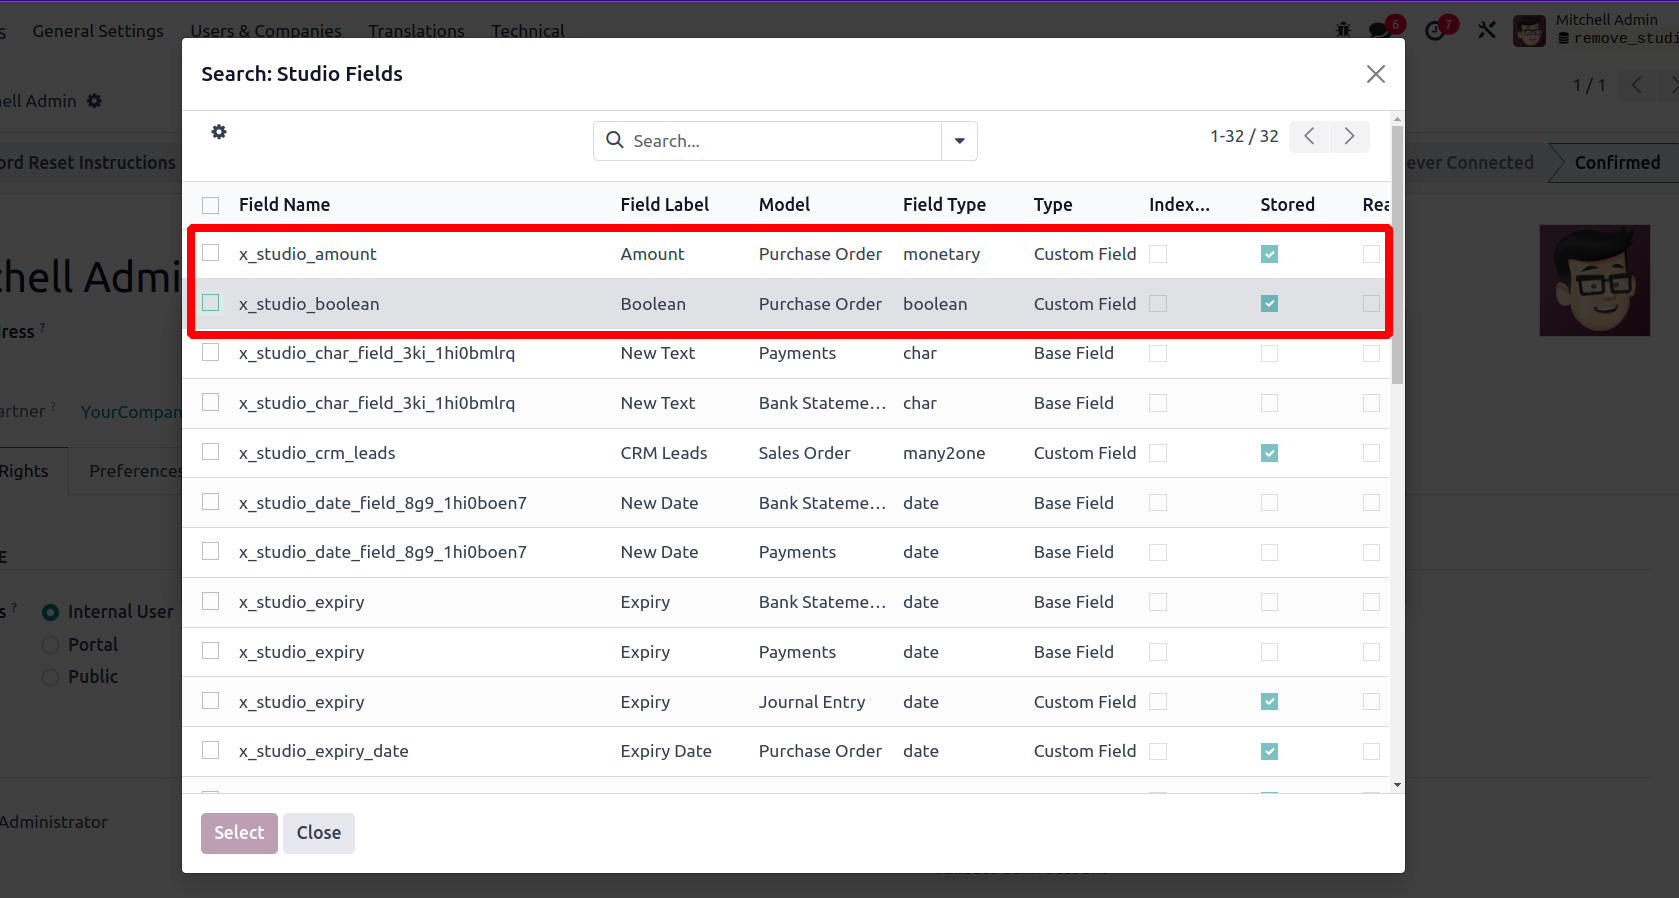 s General Settings Users & Companies Translations Technical 6 7 Mitchell Admin
remove_studi
ell Admin 1 / 1
Search: Studio Fields
Search... 1-32 / 32
ord Reset Instructions ever Connected Confirmed
Field Name Field Label Model Field Type Type Index... Stored Rea
x_studio_amount Amount Purchase Order monetary Custom Field
chell Admi
x_studio_boolean Boolean Purchase Order boolean Custom Field
dress ?
x_studio_char_field_3ki_1hi0bmlrq New Text Payments char Base Field
artner ? YourCompan
x_studio_char_field_3ki_1hi0bmlrq New Text Bank Stateme... char Base Field
x_studio_crm_leads CRM Leads Sales Order many2one Custom Field
Rights Preferences
x_studio_date_field_8g9_1hi0boen7 New Date Bank Stateme... date Base Field
x_studio_date_field_8g9_1hi0boen7 New Date Payments date Base Field
E
x_studio_expiry Expiry Bank Stateme... date Base Field
s ? Internal User
Portal
Public
x_studio_expiry Expiry Payments date Base Field
x_studio_expiry Expiry Journal Entry date Custom Field
x_studio_expiry_date Expiry Date Purchase Order date Custom Field
Administrator
Select Close